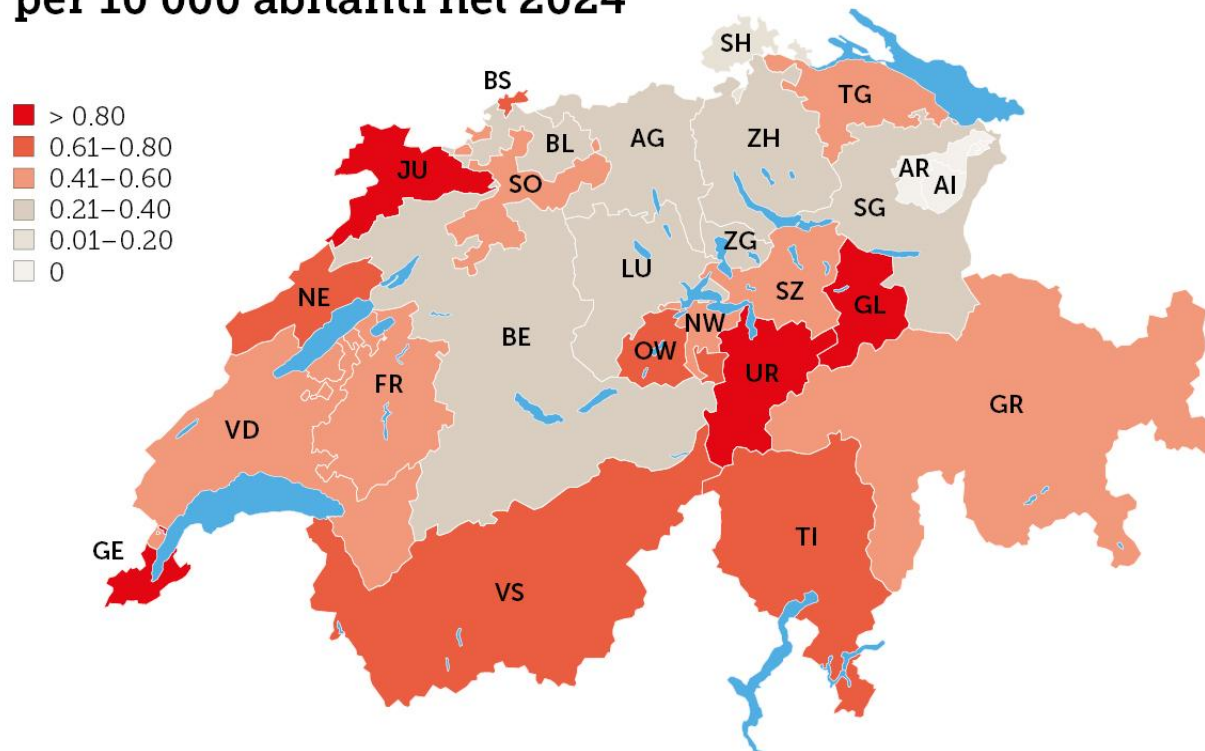 per 10 000 abitanti nel 2024
> 0.80
0.61–0.80
0.41–0.60
0.21–0.40
0.01–0.20
0
SH
BS
TG
BL
AG
ZH
JU
SO
AR
AI
SG
ZG
LU
NE
SZ
GL
NW
BE
OW
UR
FR
GR
VD
TI
GE
VS